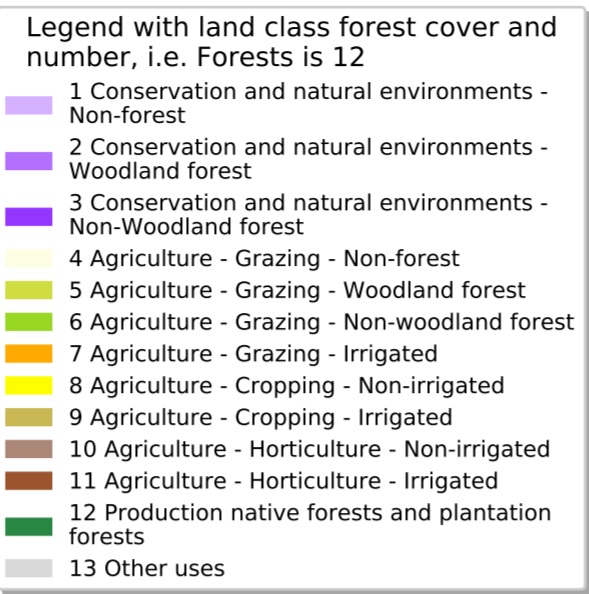 Legend with land class forest cover and
number, i.e. Forests is 12
1 Conservation and natural environments -
Non-forest
2 Conservation and natural environments -
Woodland forest
3 Conservation and natural environments -
Non-Woodland forest
4 Agriculture - Grazing - Non-forest
5 Agriculture - Grazing - Woodland forest
6 Agriculture - Grazing - Non-woodland forest
7 Agriculture - Grazing - Irrigated
8 Agriculture - Cropping - Non-irrigated
9 Agriculture - Cropping - Irrigated
10 Agriculture - Horticulture - Non-irrigated
11 Agriculture - Horticulture - Irrigated
12 Production native forests and plantation
forests
13 Other uses